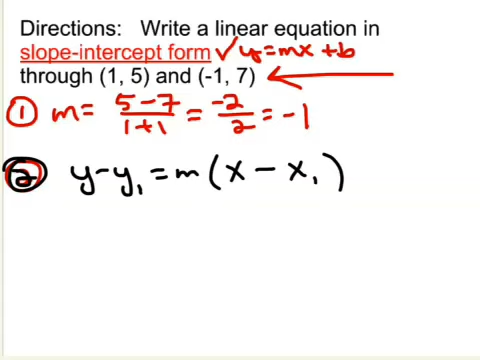 Directions: Write a linear equation in
slope-intercept form ✓ y = mx + b
through (1, 5) and (-1, 7)
① m = 5 - 7 / 1 + 1 = -2 / 2 = -1
② y - y₁ = m ( x - x₁ )